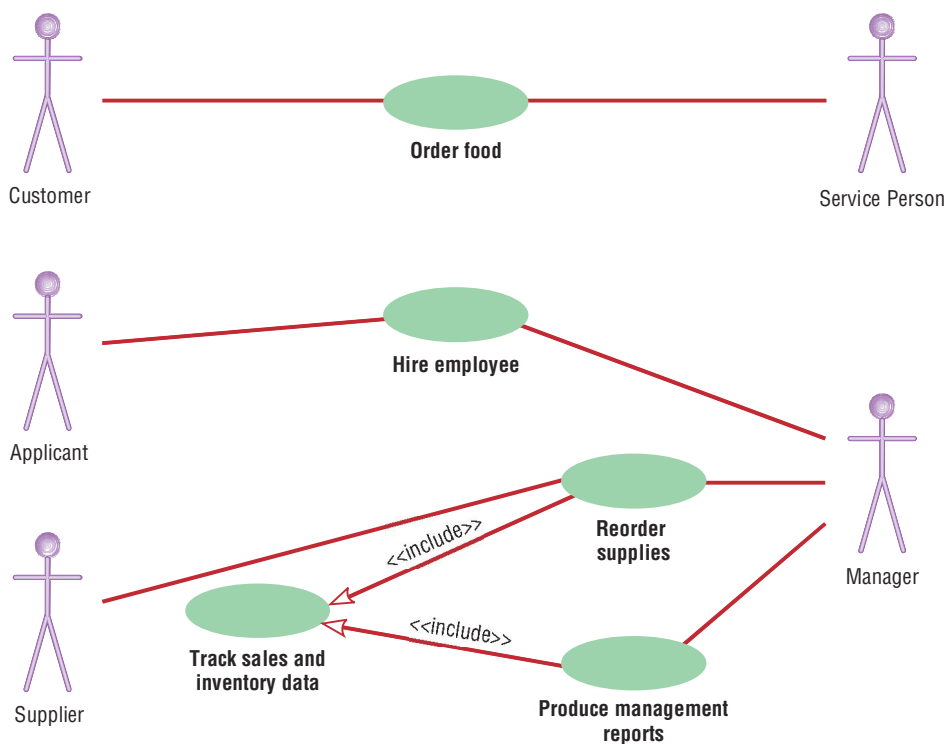 Order food
Customer
Service Person
Hire employee
Applicant
Reorder
supplies
<<include>>
Manager
<<include>>
Track sales and
inventory data
Supplier
Produce management
reports